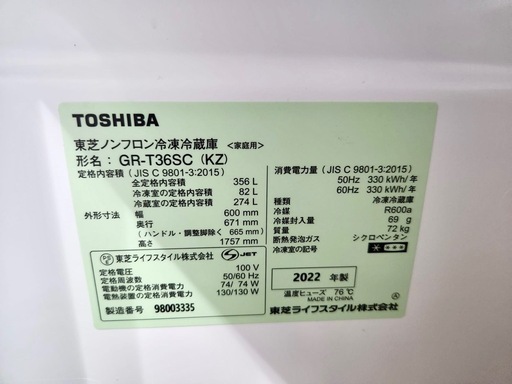 TOSHIBA
東芝ノンフロン冷凍冷蔵庫 <家庭用>
形名： GR-T36SC (KZ)
定格内容積 (JIS C 9801-3:2015)
全定格内容積 356 L
冷凍室の定格内容積 82 L
冷蔵室の定格内容積 274 L
外形寸法： 幅 600 mm
奥行 671 mm
(ハンドル・調整脚除く 665 mm)
高さ 1757 mm
東芝ライフスタイル株式会社 JET
定格電圧 100 V
定格周波数 50/60 Hz
電動機の定格消費電力 74/ 74 W
電熱装置の定格消費電力 130/130 W
製造番号 98003335
消費電力量 (JIS C 9801-3:2015)
50Hz 330 kWh/年
60Hz 330 kWh/年
種類 冷凍冷蔵庫
冷媒 R600a
冷媒封入量 69 g
質量 72 kg
断熱発泡ガス シクロペンタン
冷凍室の記号
2022 年製
温度ヒューズ 76℃
MADE IN CHINA
東芝ライフスタイル株式会社